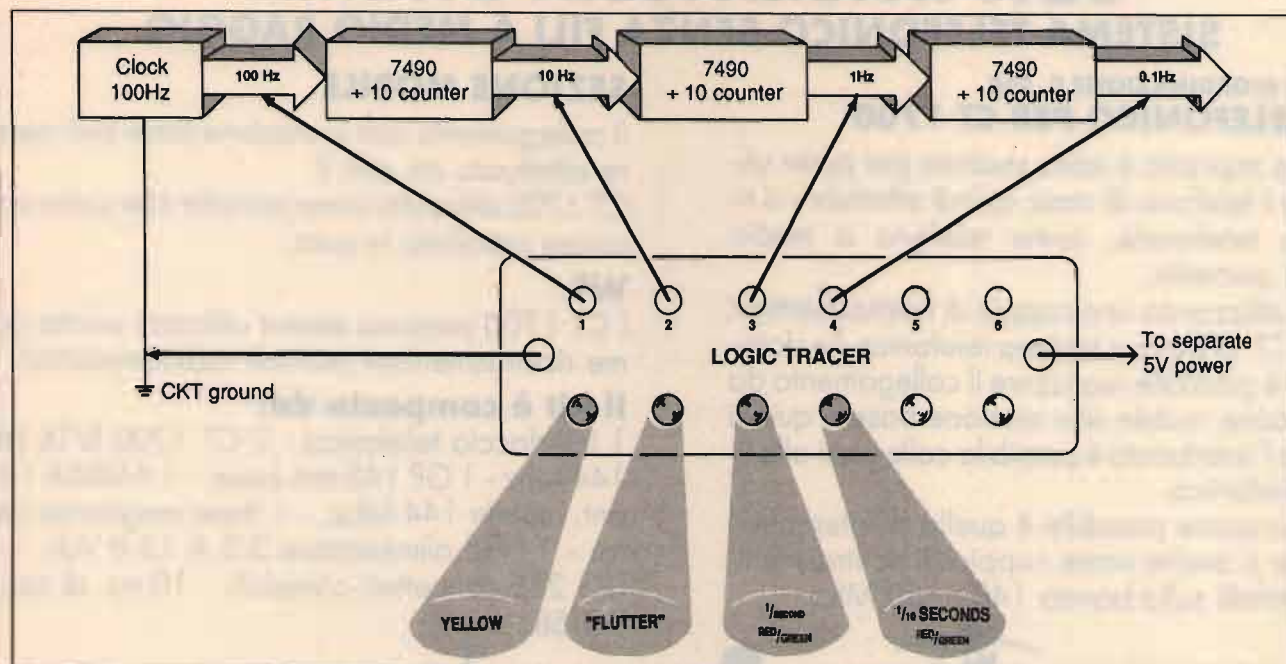 Clock
100Hz
100 Hz
7490
+ 10 counter
10 Hz
7490
+ 10 counter
1Hz
7490
+ 10 counter
0.1Hz
1
2
3
4
5
6
LOGIC TRACER
To separate
5V power
CKT ground
YELLOW
"FLUTTER"
1/SECOND
RED/GREEN
1/10 SECONDS
RED/GREEN